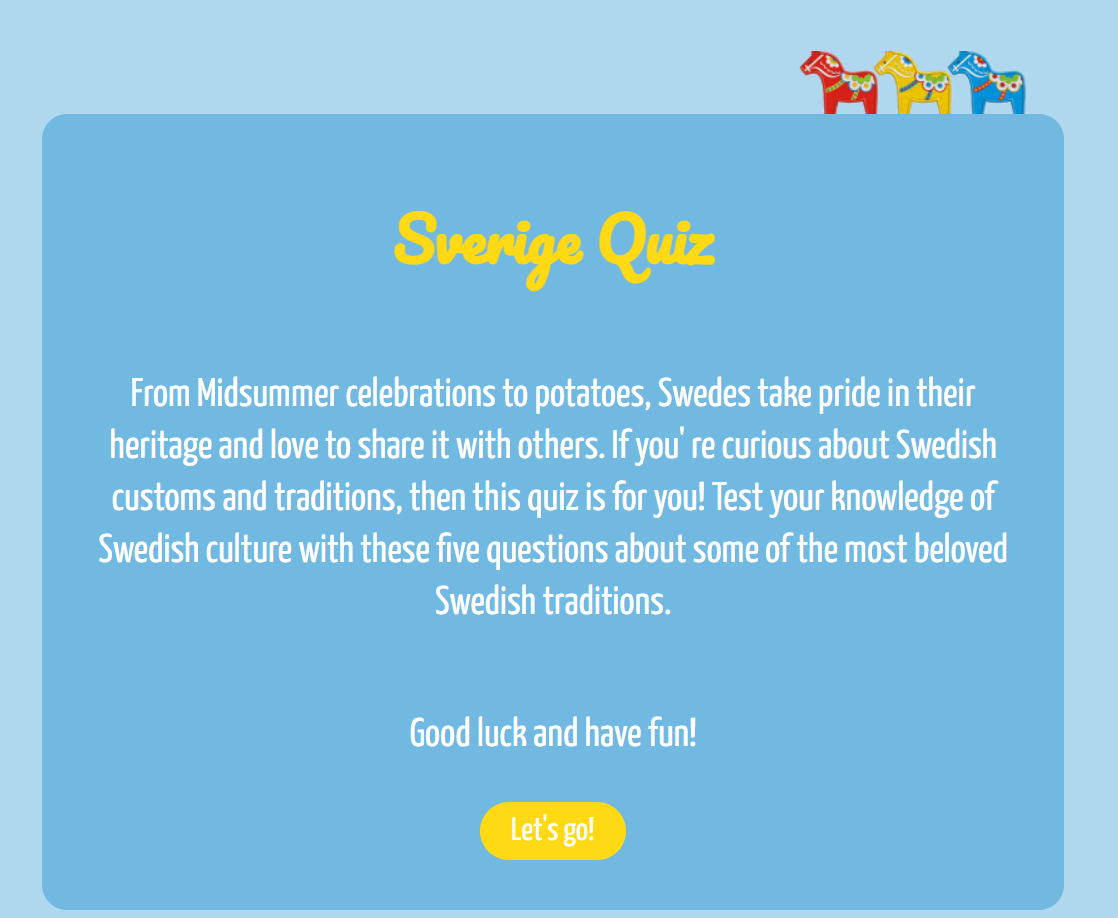 Sverige Quiz
From Midsummer celebrations to potatoes, Swedes take pride in their
heritage and love to share it with others. If you' re curious about Swedish
customs and traditions, then this quiz is for you! Test your knowledge of
Swedish culture with these five questions about some of the most beloved
Swedish traditions.
Good luck and have fun!
Let's go!